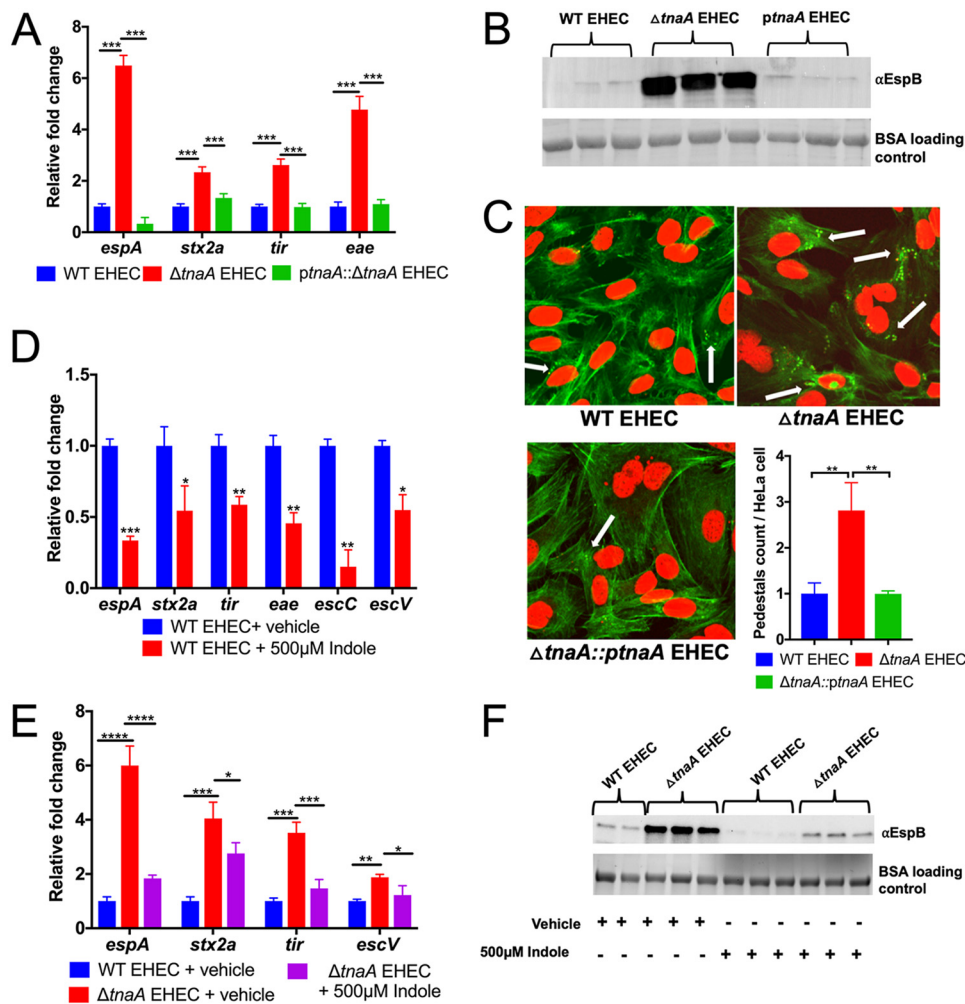 A
Relative fold change
8
6
4
2
0
*** ***
*** ***
*** ***
*** ***
espA stx2a tir eae
WT EHEC ΔtnaA EHEC ptnaA::ΔtnaA EHEC
B
WT EHEC ΔtnaA EHEC ptnaA EHEC
αEspB
BSA loading
control
C
WT EHEC
ΔtnaA EHEC
ΔtnaA::ptnaA EHEC
Pedestals count / HeLa cell
4
3
2
1
0
** **
WT EHEC ΔtnaA EHEC
ΔtnaA::ptnaA EHEC
D
Relative fold change
1.5
1.0
0.5
0.0
*** * ** ** ** *
espA stx2a tir eae escC escV
WT EHEC+ vehicle
WT EHEC + 500μM Indole
E
Relative fold change
8
6
4
2
0
**** ****
*** *
*** ***
** *
espA stx2a tir escV
WT EHEC + vehicle
ΔtnaA EHEC + vehicle
ΔtnaA EHEC
+ 500μM Indole
F
WT EHEC ΔtnaA EHEC WT EHEC ΔtnaA EHEC
αEspB
BSA loading
control
Vehicle + + + + + - - - - - -
500μM Indole - - - - - + + + + + +